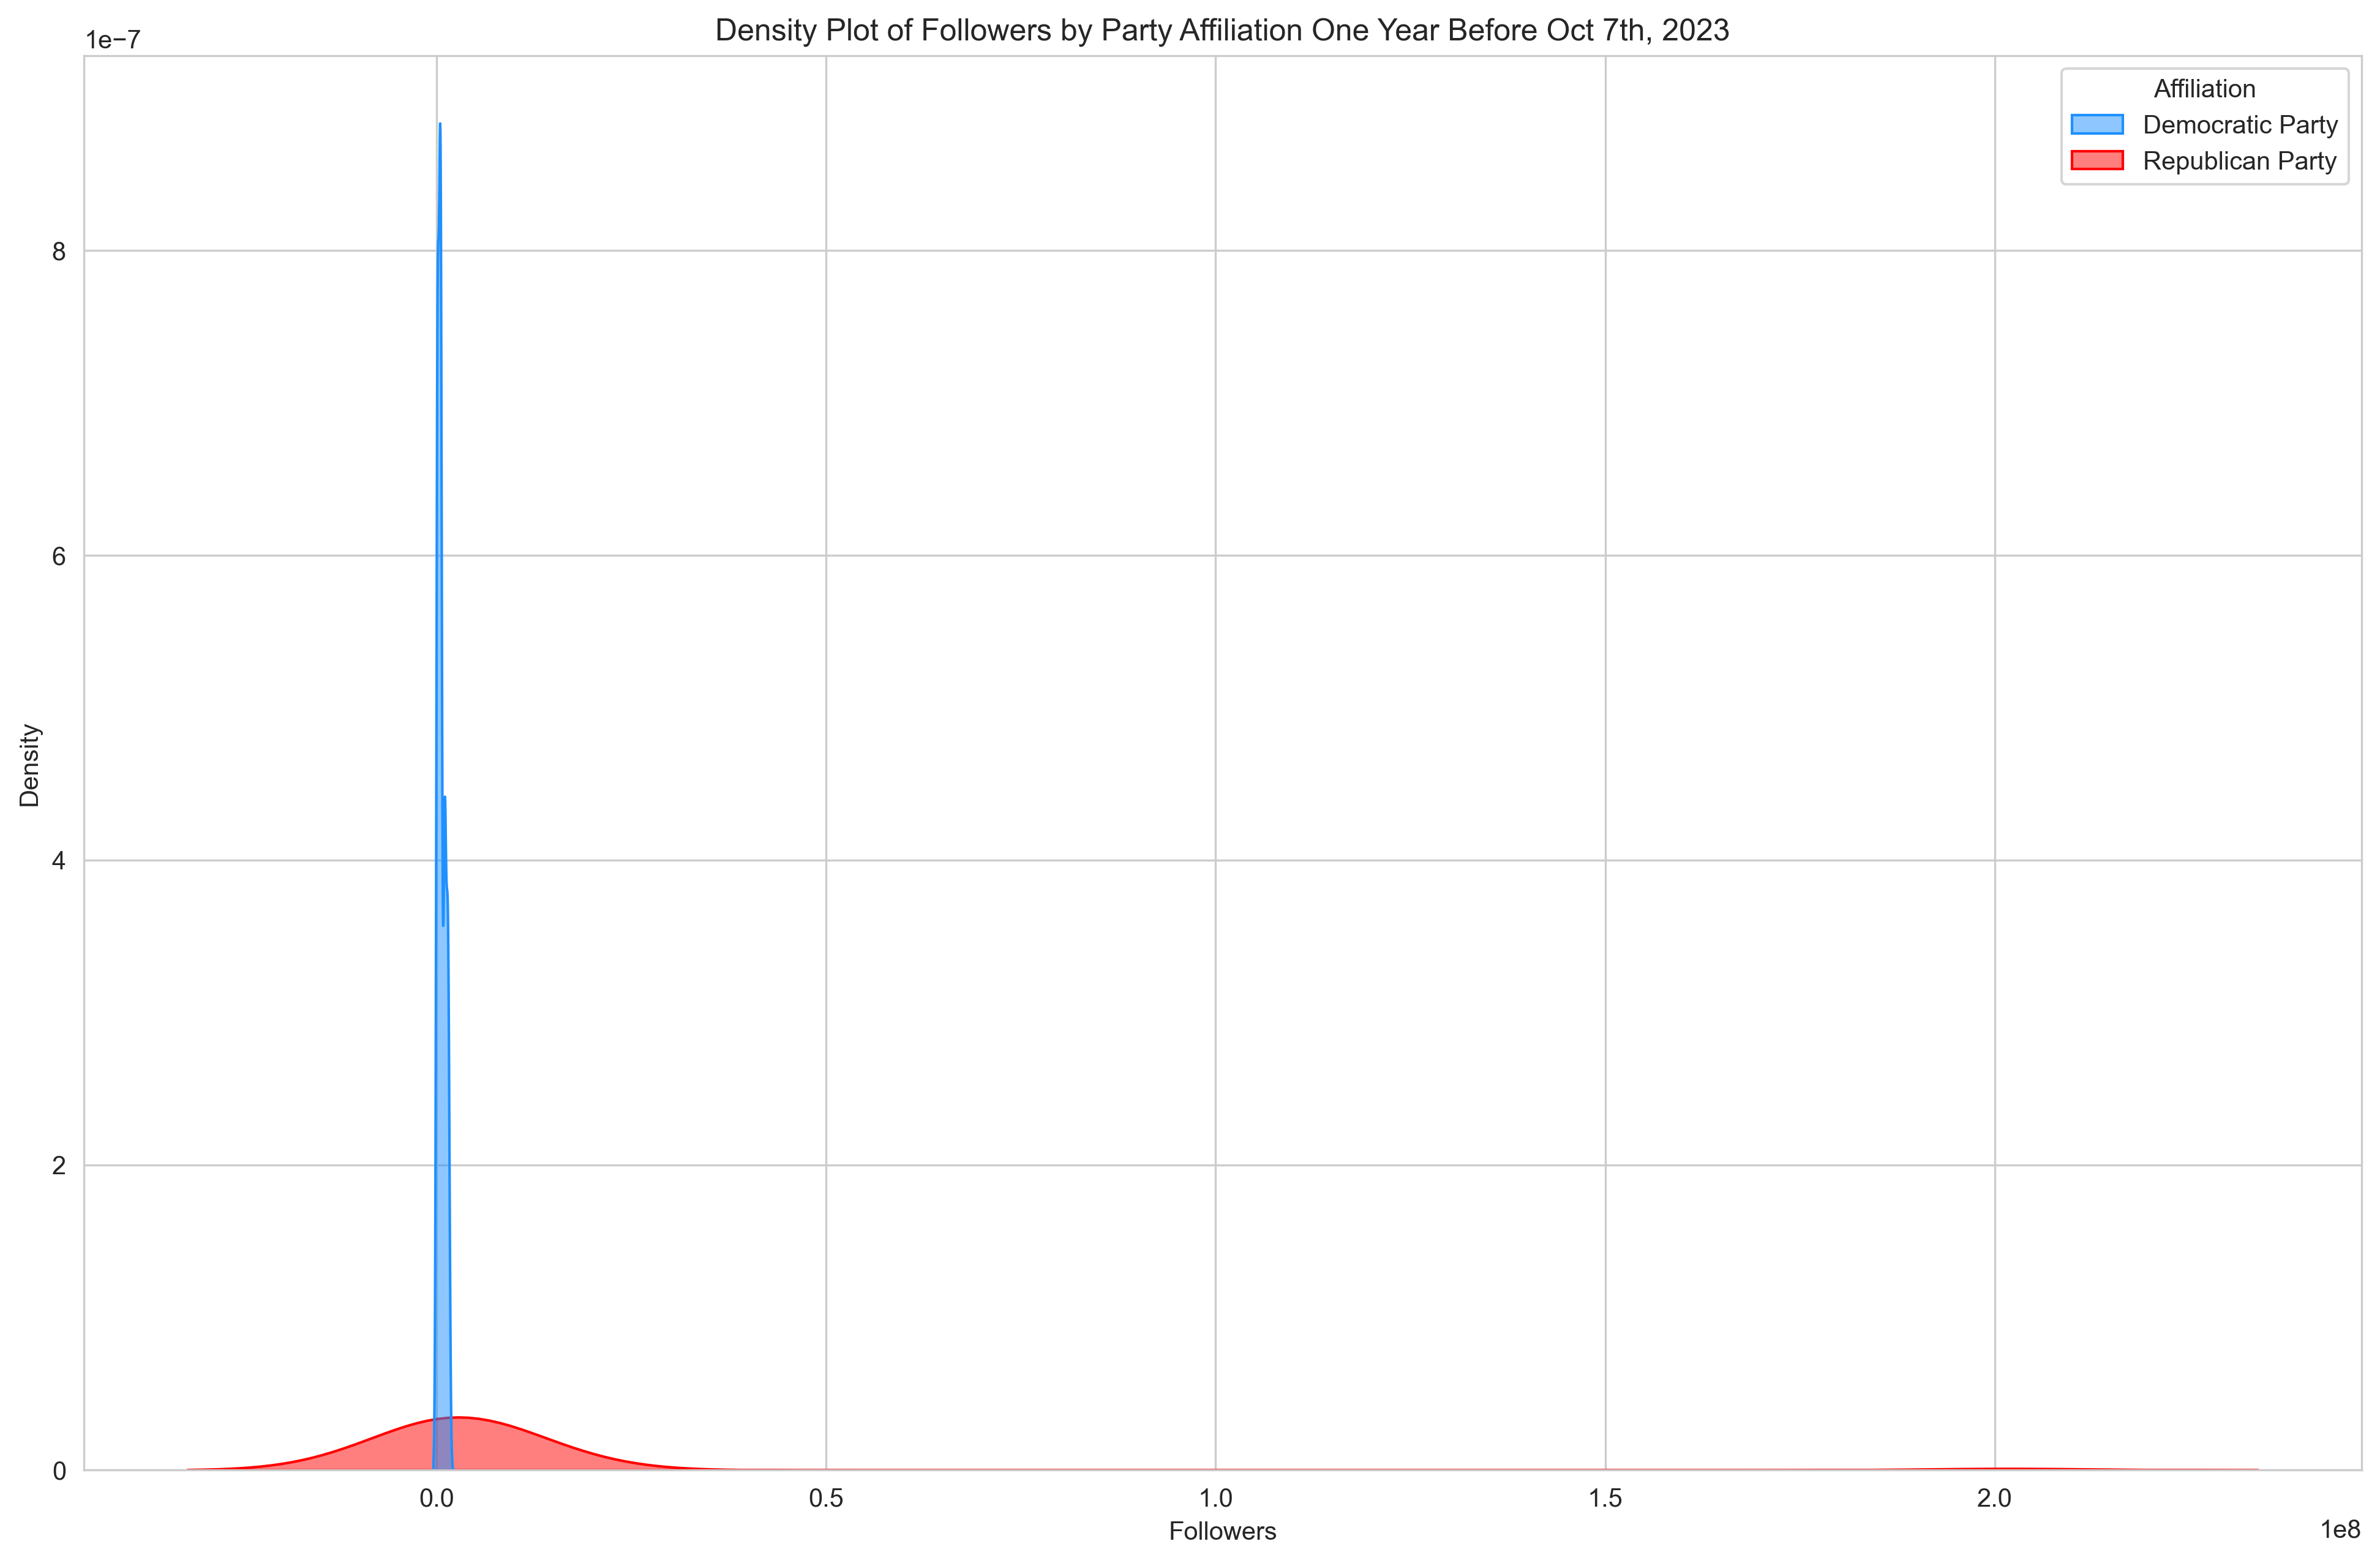 Density Plot of Followers by Party Affiliation One Year Before Oct 7th, 2023
1e−7
Affiliation
Democratic Party
Republican Party
8
6
4
2
0
Density
0.0 0.5 1.0 1.5 2.0
Followers
1e8